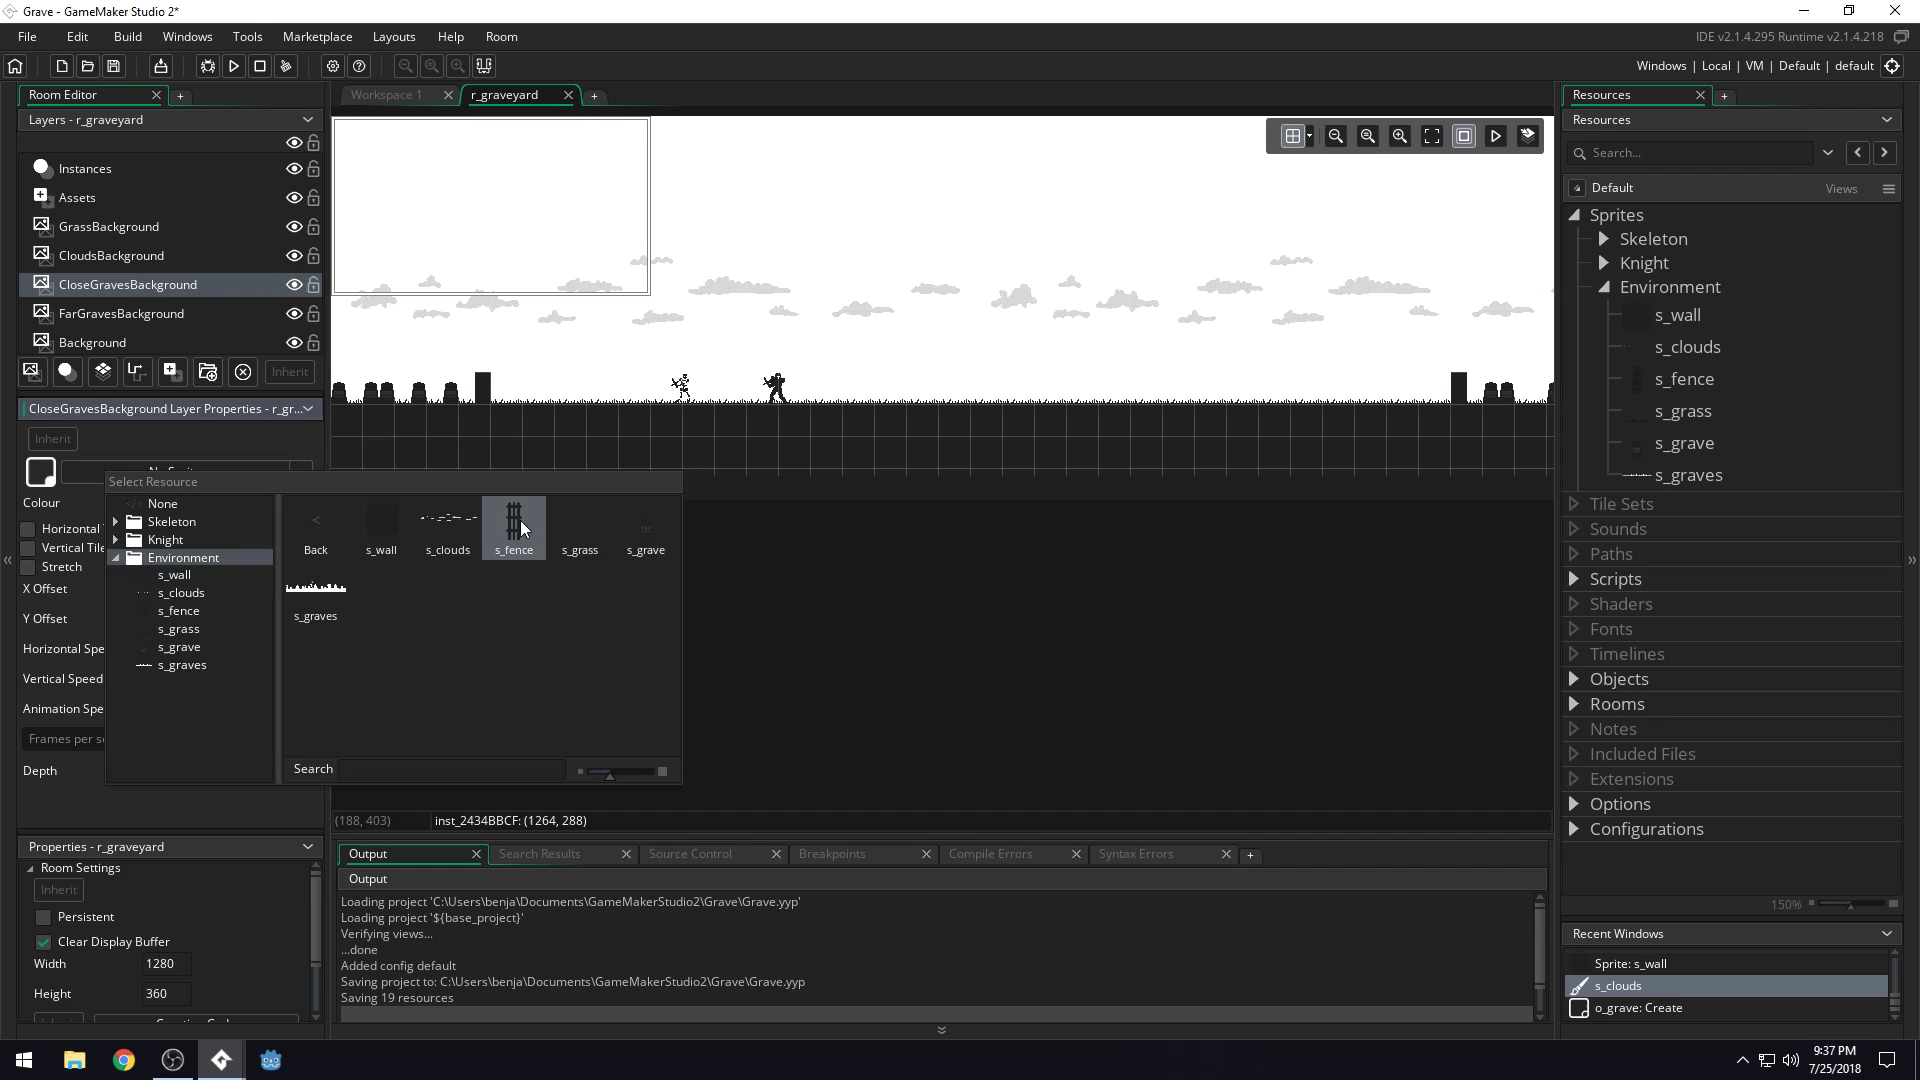 Grave - GameMaker Studio 2*
File Edit Build Windows Tools Marketplace Layouts Help Room
IDE v2.1.4.295 Runtime v2.1.4.218
Windows | Local | VM | Default | default
Room Editor
Workspace 1
r_graveyard
Resources
Layers - r_graveyard
Resources
Search...
Instances
Assets
GrassBackground
CloudsBackground
CloseGravesBackground
FarGravesBackground
Background
Inherit
Default Views
Sprites
Skeleton
Knight
Environment
s_wall
s_clouds
s_fence
s_grass
s_grave
s_graves
Tile Sets
Sounds
Paths
Scripts
Shaders
Fonts
Timelines
Objects
Rooms
Notes
Included Files
Extensions
Options
Configurations
150%
CloseGravesBackground Layer Properties - r_gr...
Inherit
Colour
Horizontal
Vertical Tile
Stretch
X Offset
Y Offset
Horizontal Spe
Vertical Speed
Animation Spe
Frames per se
Depth
Select Resource
None
Skeleton
Knight
Environment
s_wall
s_clouds
s_fence
s_grass
s_grave
s_graves
< Back
s_wall
s_clouds
s_fence
s_grass
s_grave
s_graves
Search
(188, 403) inst_2434BBCF: (1264, 288)
Properties - r_graveyard
Room Settings
Inherit
Persistent
Clear Display Buffer
Width 1280
Height 360
Output Search Results Source Control Breakpoints Compile Errors Syntax Errors
Output
Loading project 'C:\Users\benja\Documents\GameMakerStudio2\Grave\Grave.yyp'
Loading project '${base_project}'
Verifying views...
...done
Added config default
Saving project to: C:\Users\benja\Documents\GameMakerStudio2\Grave\Grave.yyp
Saving 19 resources
Recent Windows
Sprite: s_wall
s_clouds
o_grave: Create
9:37 PM
7/25/2018